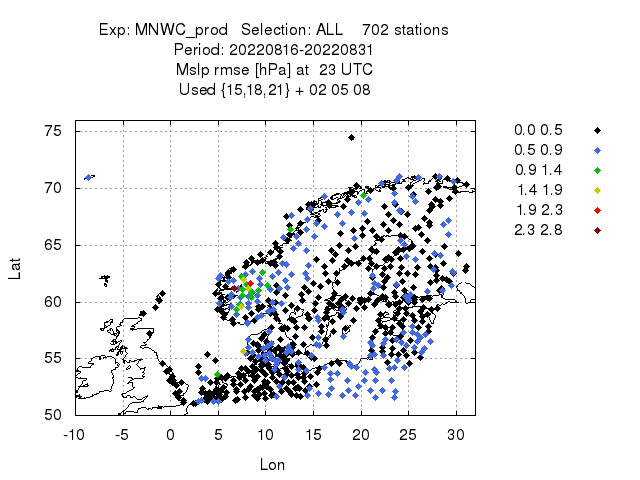 Exp: MNWC_prod   Selection: ALL    702 stations
Period: 20220816-20220831
Mslp rmse [hPa] at  23 UTC
Used {15,18,21} + 02 05 08
75
70
65
60
55
50
-10 -5 0 5 10 15 20 25 30
Lat
Lon
0.0 0.5
0.5 0.9
0.9 1.4
1.4 1.9
1.9 2.3
2.3 2.8